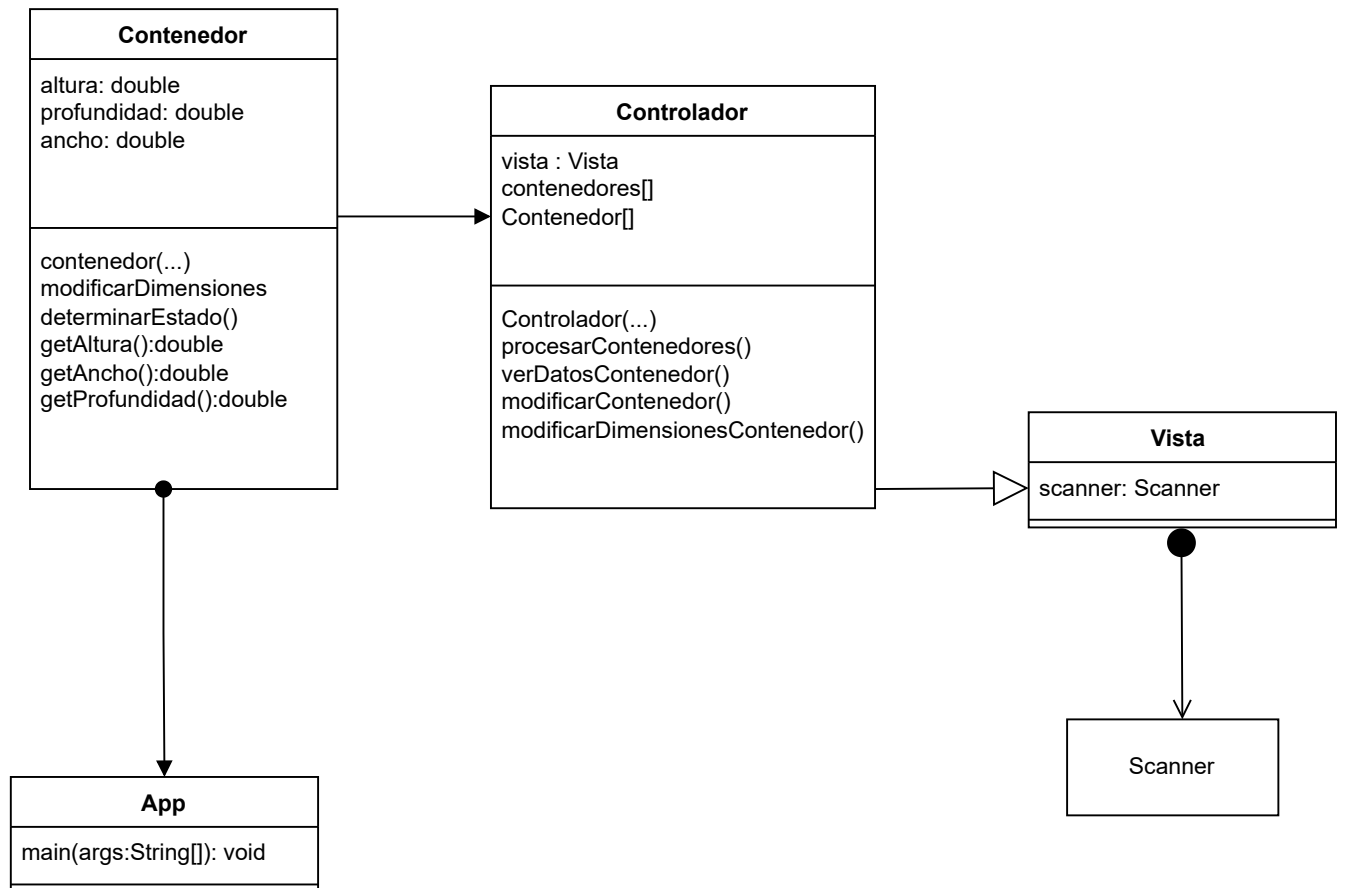 Contenedor
altura: double
profundidad: double
ancho: double
contenedor(...)
modificarDimensiones
determinarEstado()
getAltura():double
getAncho():double
getProfundidad():double
Controlador
vista : Vista
contenedores[]
Contenedor[]
Controlador(...)
procesarContenedores()
verDatosContenedor()
modificarContenedor()
modificarDimensionesContenedor()
Vista
scanner: Scanner
Scanner
App
main(args:String[]): void